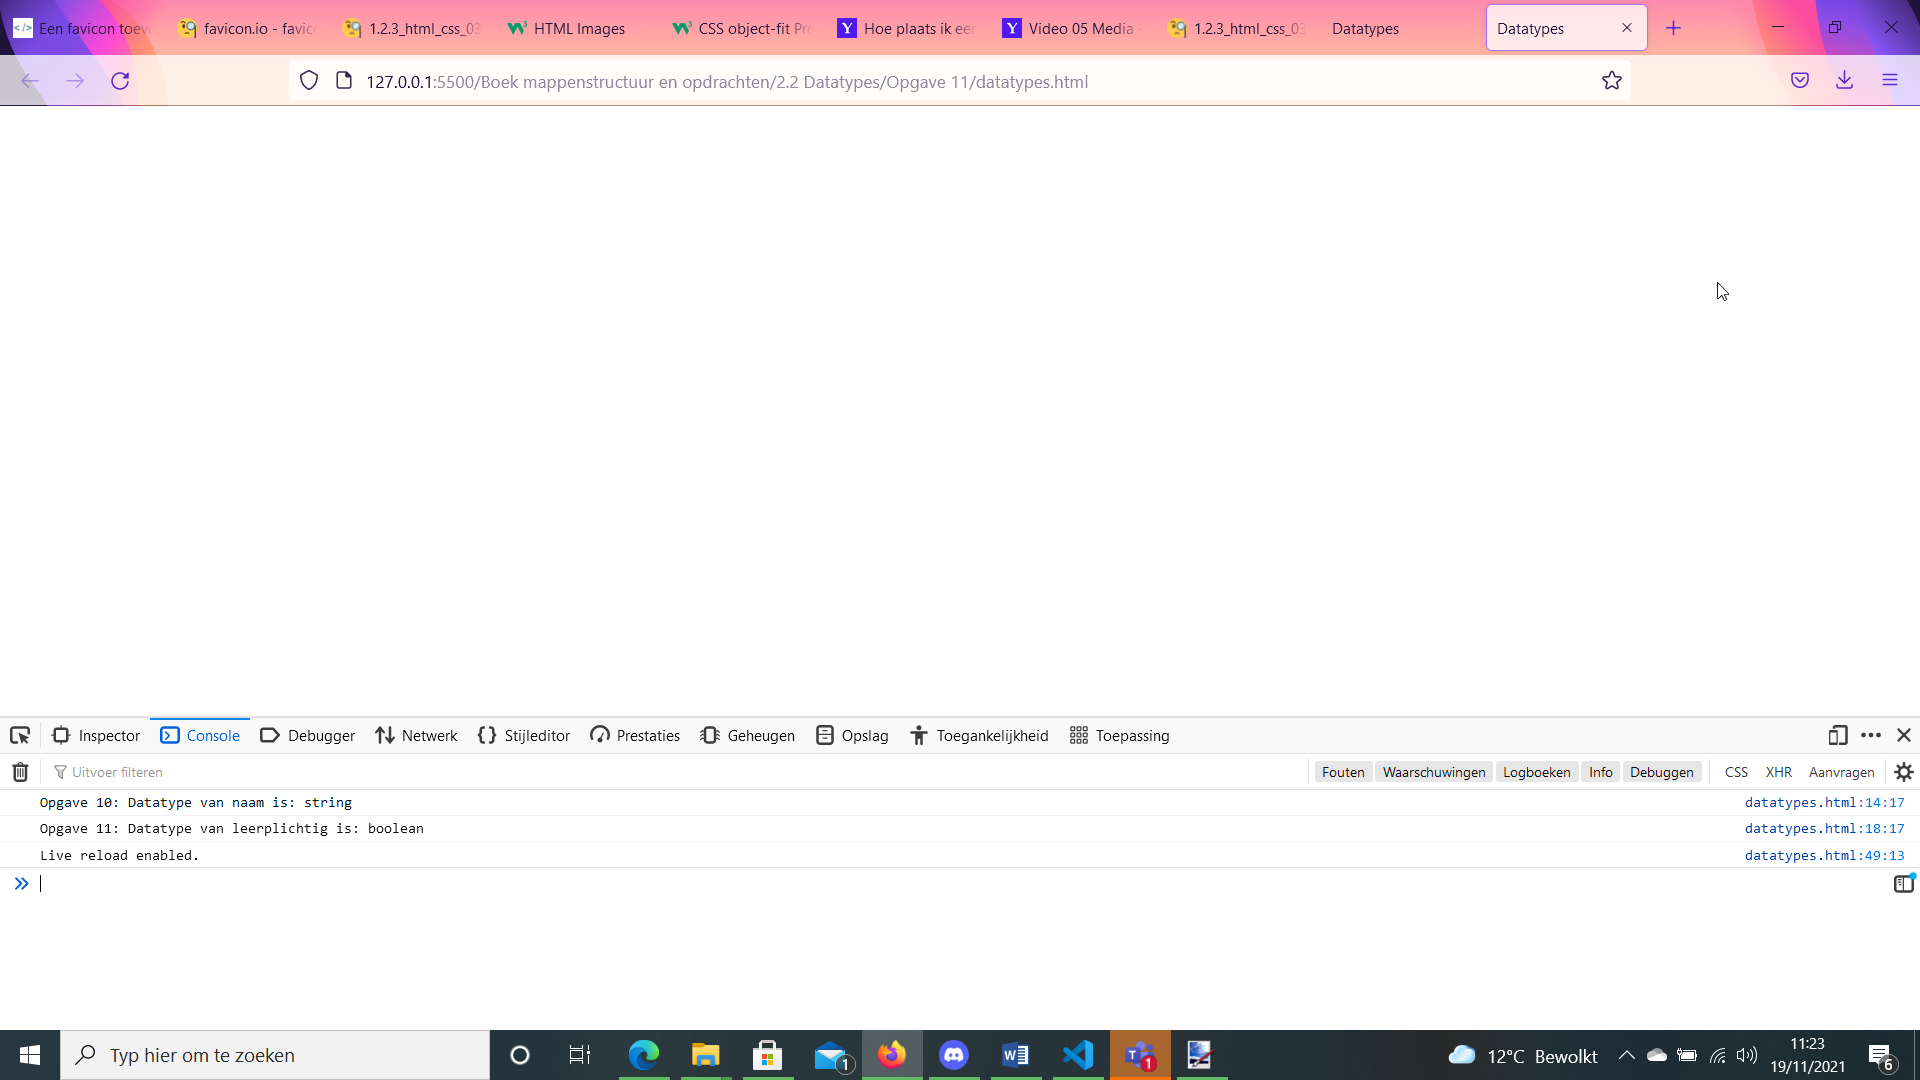 Een favicon toev
favicon.io - favic
1.2.3_html_css_03
HTML Images
CSS object-fit Pr
Hoe plaats ik een
Video 05 Media
1.2.3_html_css_03
Datatypes
Datatypes
127.0.0.1:5500/Boek mappenstructuur en opdrachten/2.2 Datatypes/Opgave 11/datatypes.html
Inspector Console Debugger Netwerk Stijleditor Prestaties Geheugen Opslag Toegankelijkheid Toepassing
Uitvoer filteren
Fouten Waarschuwingen Logboeken Info Debuggen CSS XHR Aanvragen
Opgave 10: Datatype van naam is: string datatypes.html:14:17
Opgave 11: Datatype van leerplichtig is: boolean datatypes.html:18:17
Live reload enabled. datatypes.html:49:13
Typ hier om te zoeken
1
1
12°C Bewolkt
11:23
19/11/2021
6